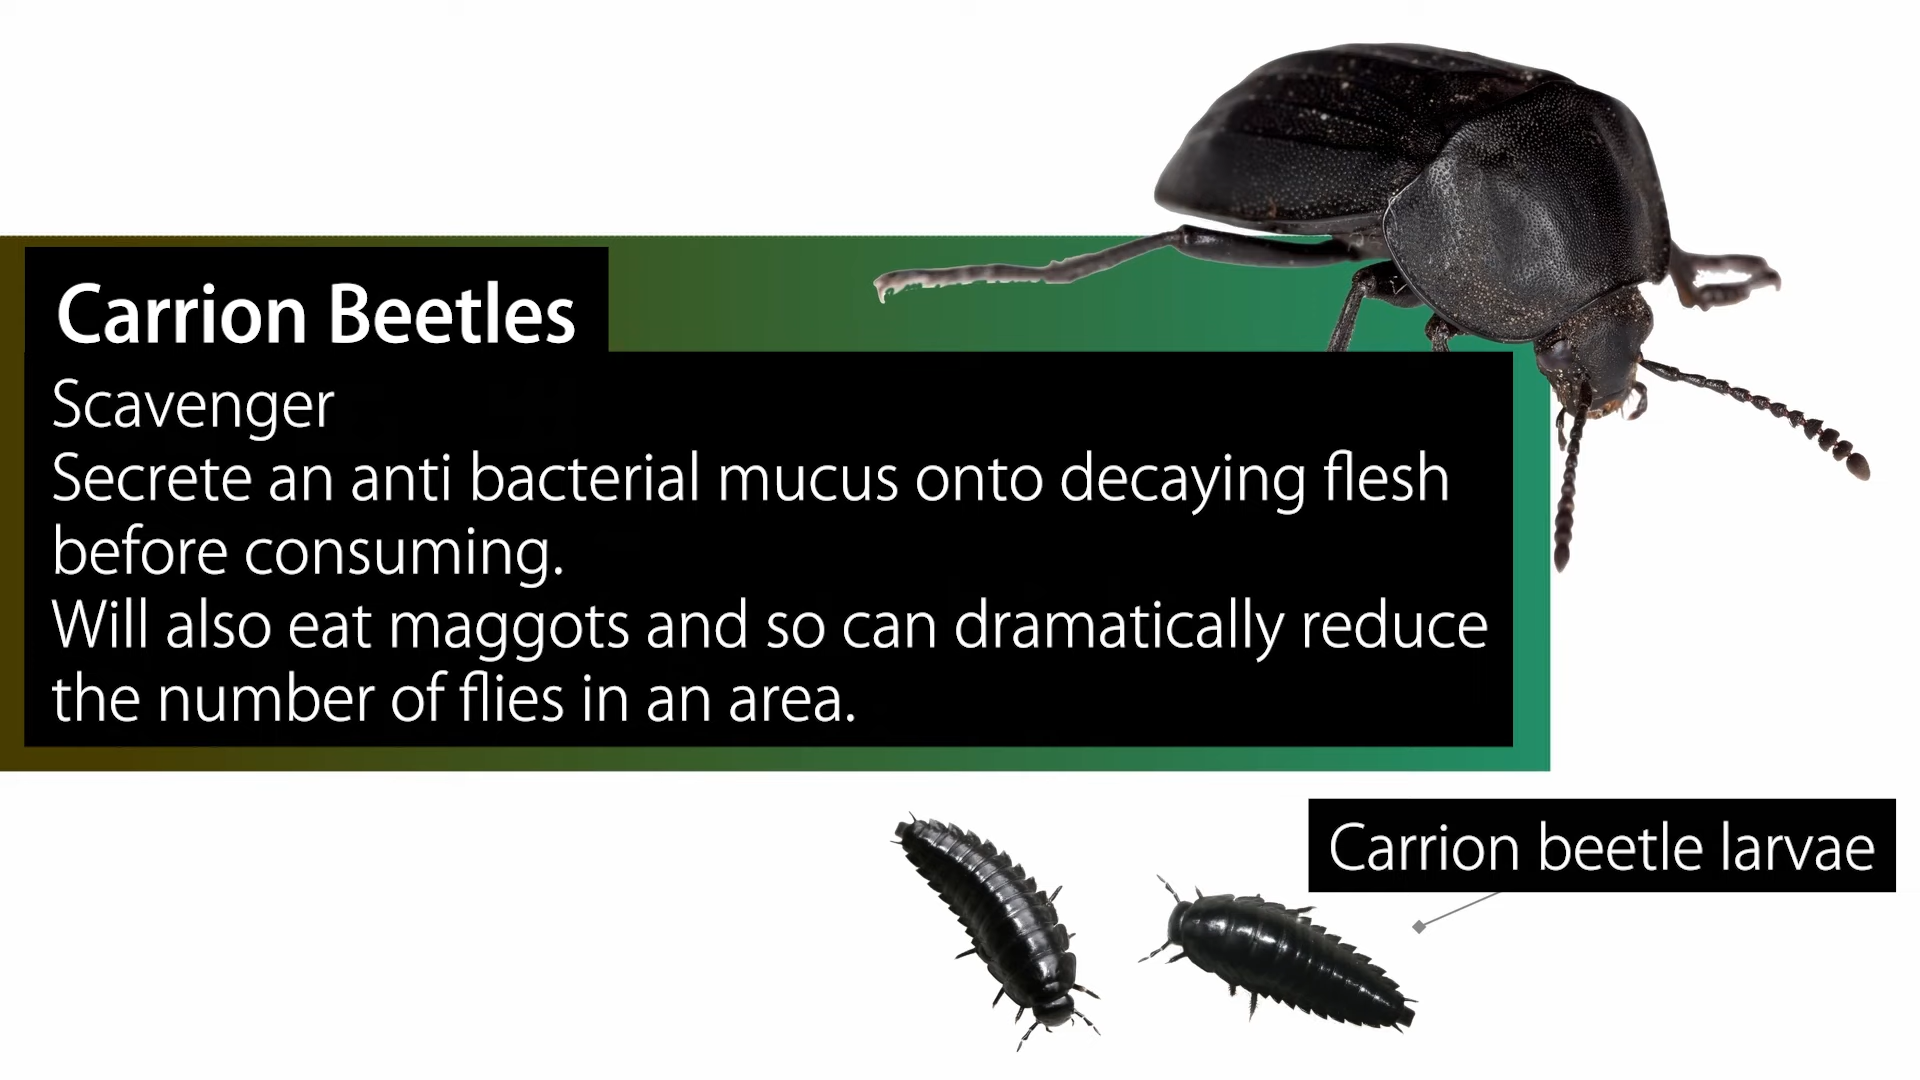 Carrion Beetles
Scavenger
Secrete an anti bacterial mucus onto decaying flesh
before consuming.
Will also eat maggots and so can dramatically reduce
the number of flies in an area.
Carrion beetle larvae